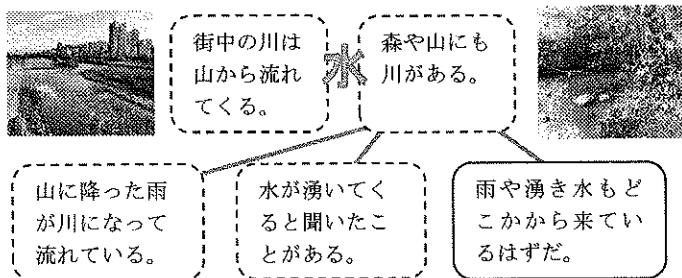 街中の川は
山から流れ
てくる。
水
森や山にも
川がある。
山に降った雨
が川になって
流れている。
水が湧いてく
ると聞いたこ
とがある。
雨や湧き水もど
こかから来てい
るはずだ。